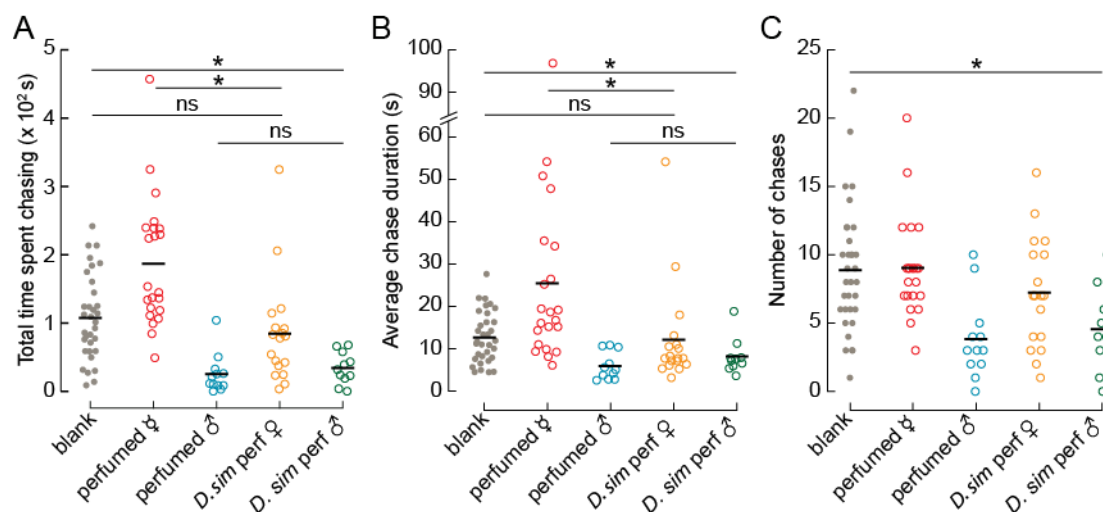 A
Total time spent chasing (x 10² s)
5
4
3
2
1
0
*
*
ns
ns
blank
perfumed ☿
perfumed ♂
D.sim perf ♀
D. sim perf ♂
B
Average chase duration (s)
100
90
60
50
40
30
20
10
0
*
*
ns
ns
blank
perfumed ☿
perfumed ♂
D.sim perf ♀
D. sim perf ♂
C
Number of chases
25
20
15
10
5
0
*
blank
perfumed ☿
perfumed ♂
D.sim perf ♀
D. sim perf ♂